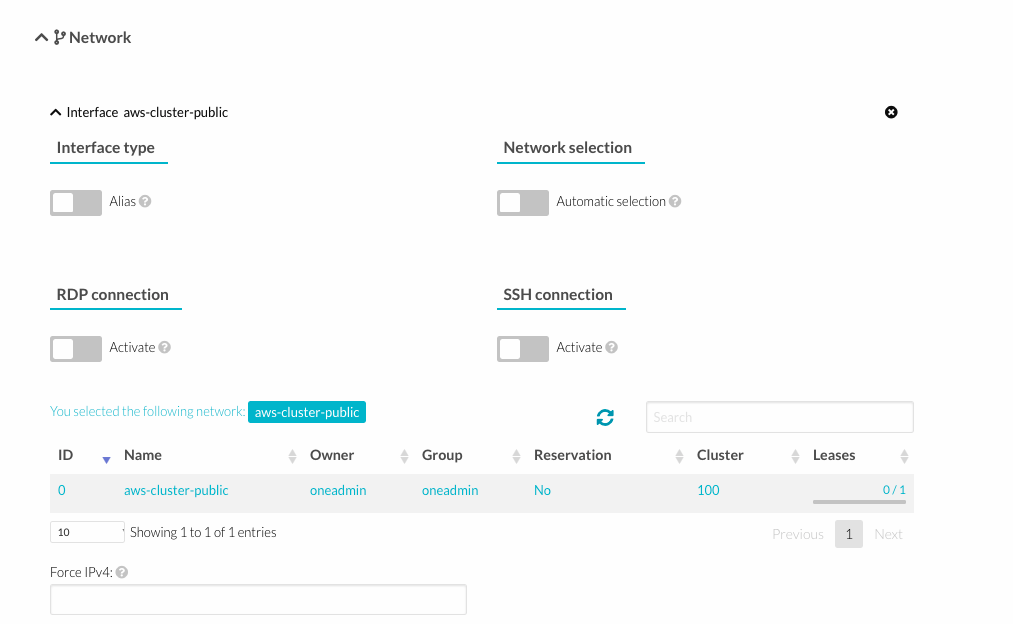 Network
Interface aws-cluster-public
Interface type Network selection
Alias Automatic selection
RDP connection SSH connection
Activate Activate
You selected the following network: aws-cluster-public Search
ID Name Owner Group Reservation Cluster Leases
0 aws-cluster-public oneadmin oneadmin No 100 0 / 1
10 Showing 1 to 1 of 1 entries Previous 1 Next
Force IPv4: